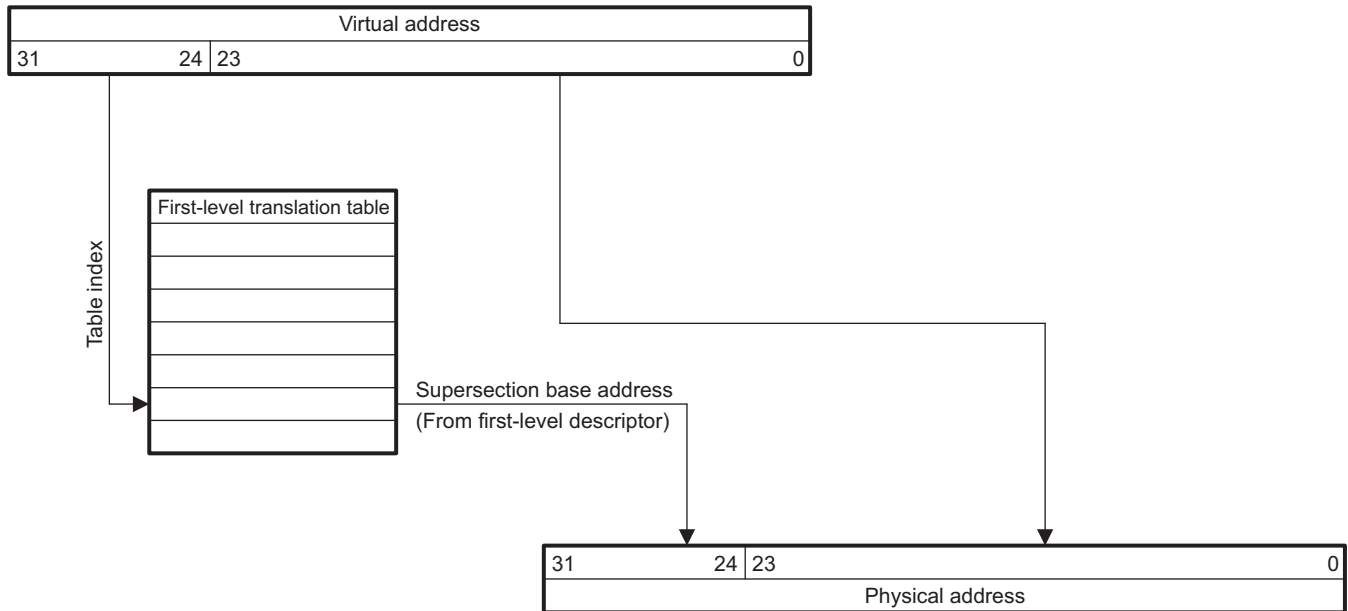 Virtual address
31 24 23 0
First-level translation table
Table index
Supersection base address
(From first-level descriptor)
31 24 23 0
Physical address